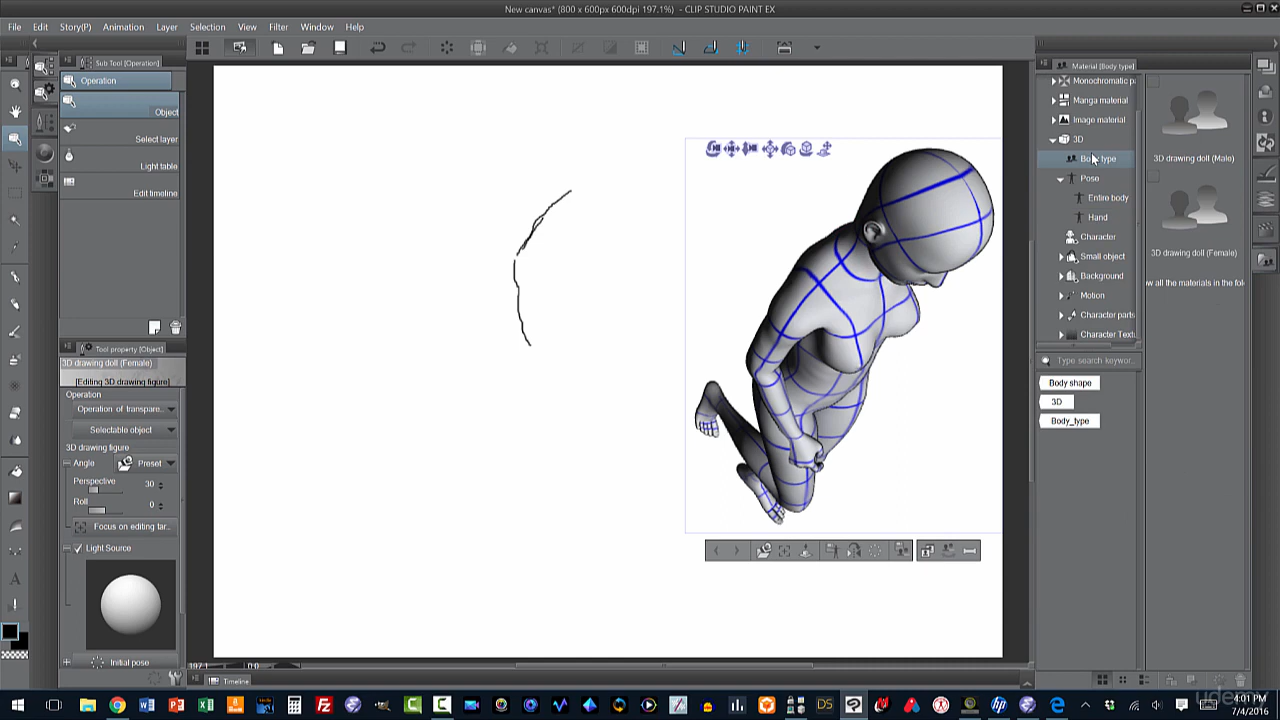 New canvas* (800 x 600px 600dpi 197.1%) - CLIP STUDIO PAINT EX
File Edit Story(P) Animation Layer Selection View Filter Window Help
Sub Tool [Operation]
Operation
Object
Select layer
Light table
Edit timeline
Tool property [Object]
3D drawing doll (Female)
[Editing 3D drawing figure]
Operation
Operation of transpare..
Selectable object
3D drawing figure
Angle Preset
Perspective 30
Roll 0
Focus on editing tar..
Light Source
Initial pose
197.1 0.0
Timeline
Material [Body type]
Monochromatic p
Manga material
Image material
3D
Body type
Pose
Entire body
Hand
Character
Small object
Background
Motion
Character parts
Character Text
Type search keywor..
Body shape
3D
Body_type
3D drawing doll (Male)
3D drawing doll (Female)
w all the materials in the fol
udemy
4:01 PM
7/4/2016